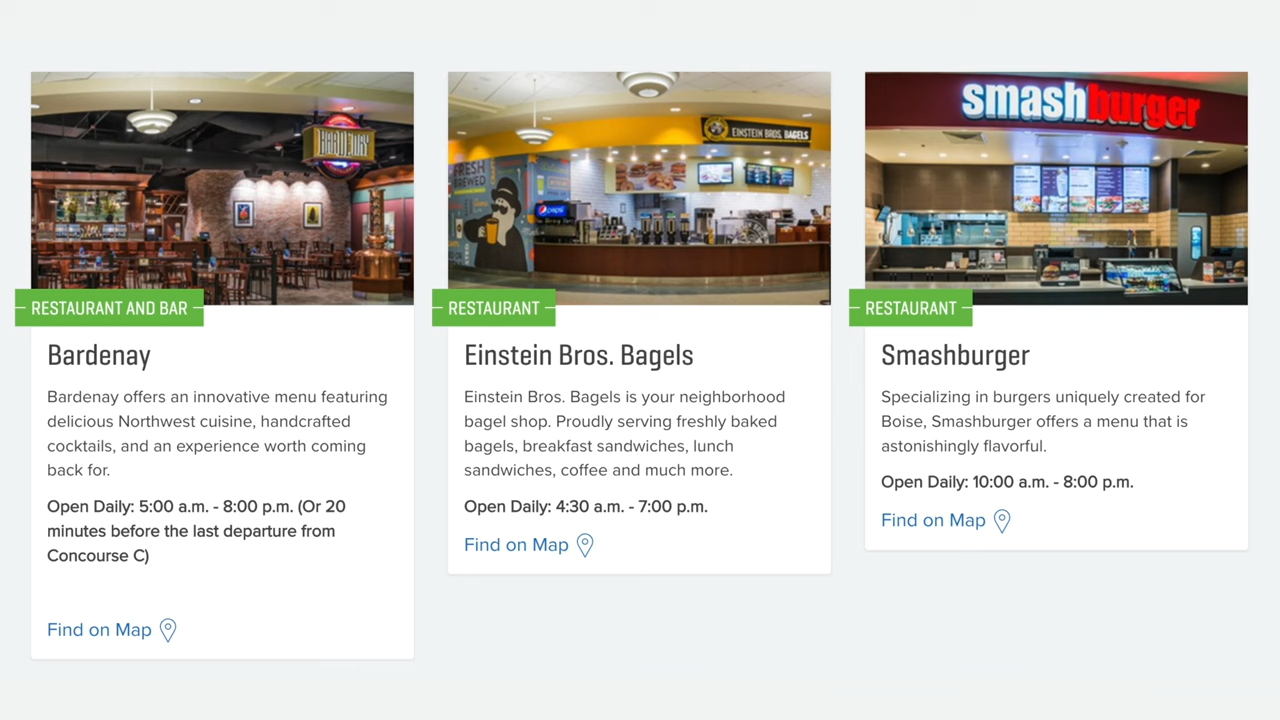 BARDENAY
FRESH
BREWED
pepsi
EINSTEIN BROS. BAGELS
smashburger
RESTAURANT AND BAR
Bardenay
Bardenay offers an innovative menu featuring
delicious Northwest cuisine, handcrafted
cocktails, and an experience worth coming
back for.
Open Daily: 5:00 a.m. - 8:00 p.m. (Or 20
minutes before the last departure from
Concourse C)
Find on Map
RESTAURANT
Einstein Bros. Bagels
Einstein Bros. Bagels is your neighborhood
bagel shop. Proudly serving freshly baked
bagels, breakfast sandwiches, lunch
sandwiches, coffee and much more.
Open Daily: 4:30 a.m. - 7:00 p.m.
Find on Map
RESTAURANT
Smashburger
Specializing in burgers uniquely created for
Boise, Smashburger offers a menu that is
astonishingly flavorful.
Open Daily: 10:00 a.m. - 8:00 p.m.
Find on Map